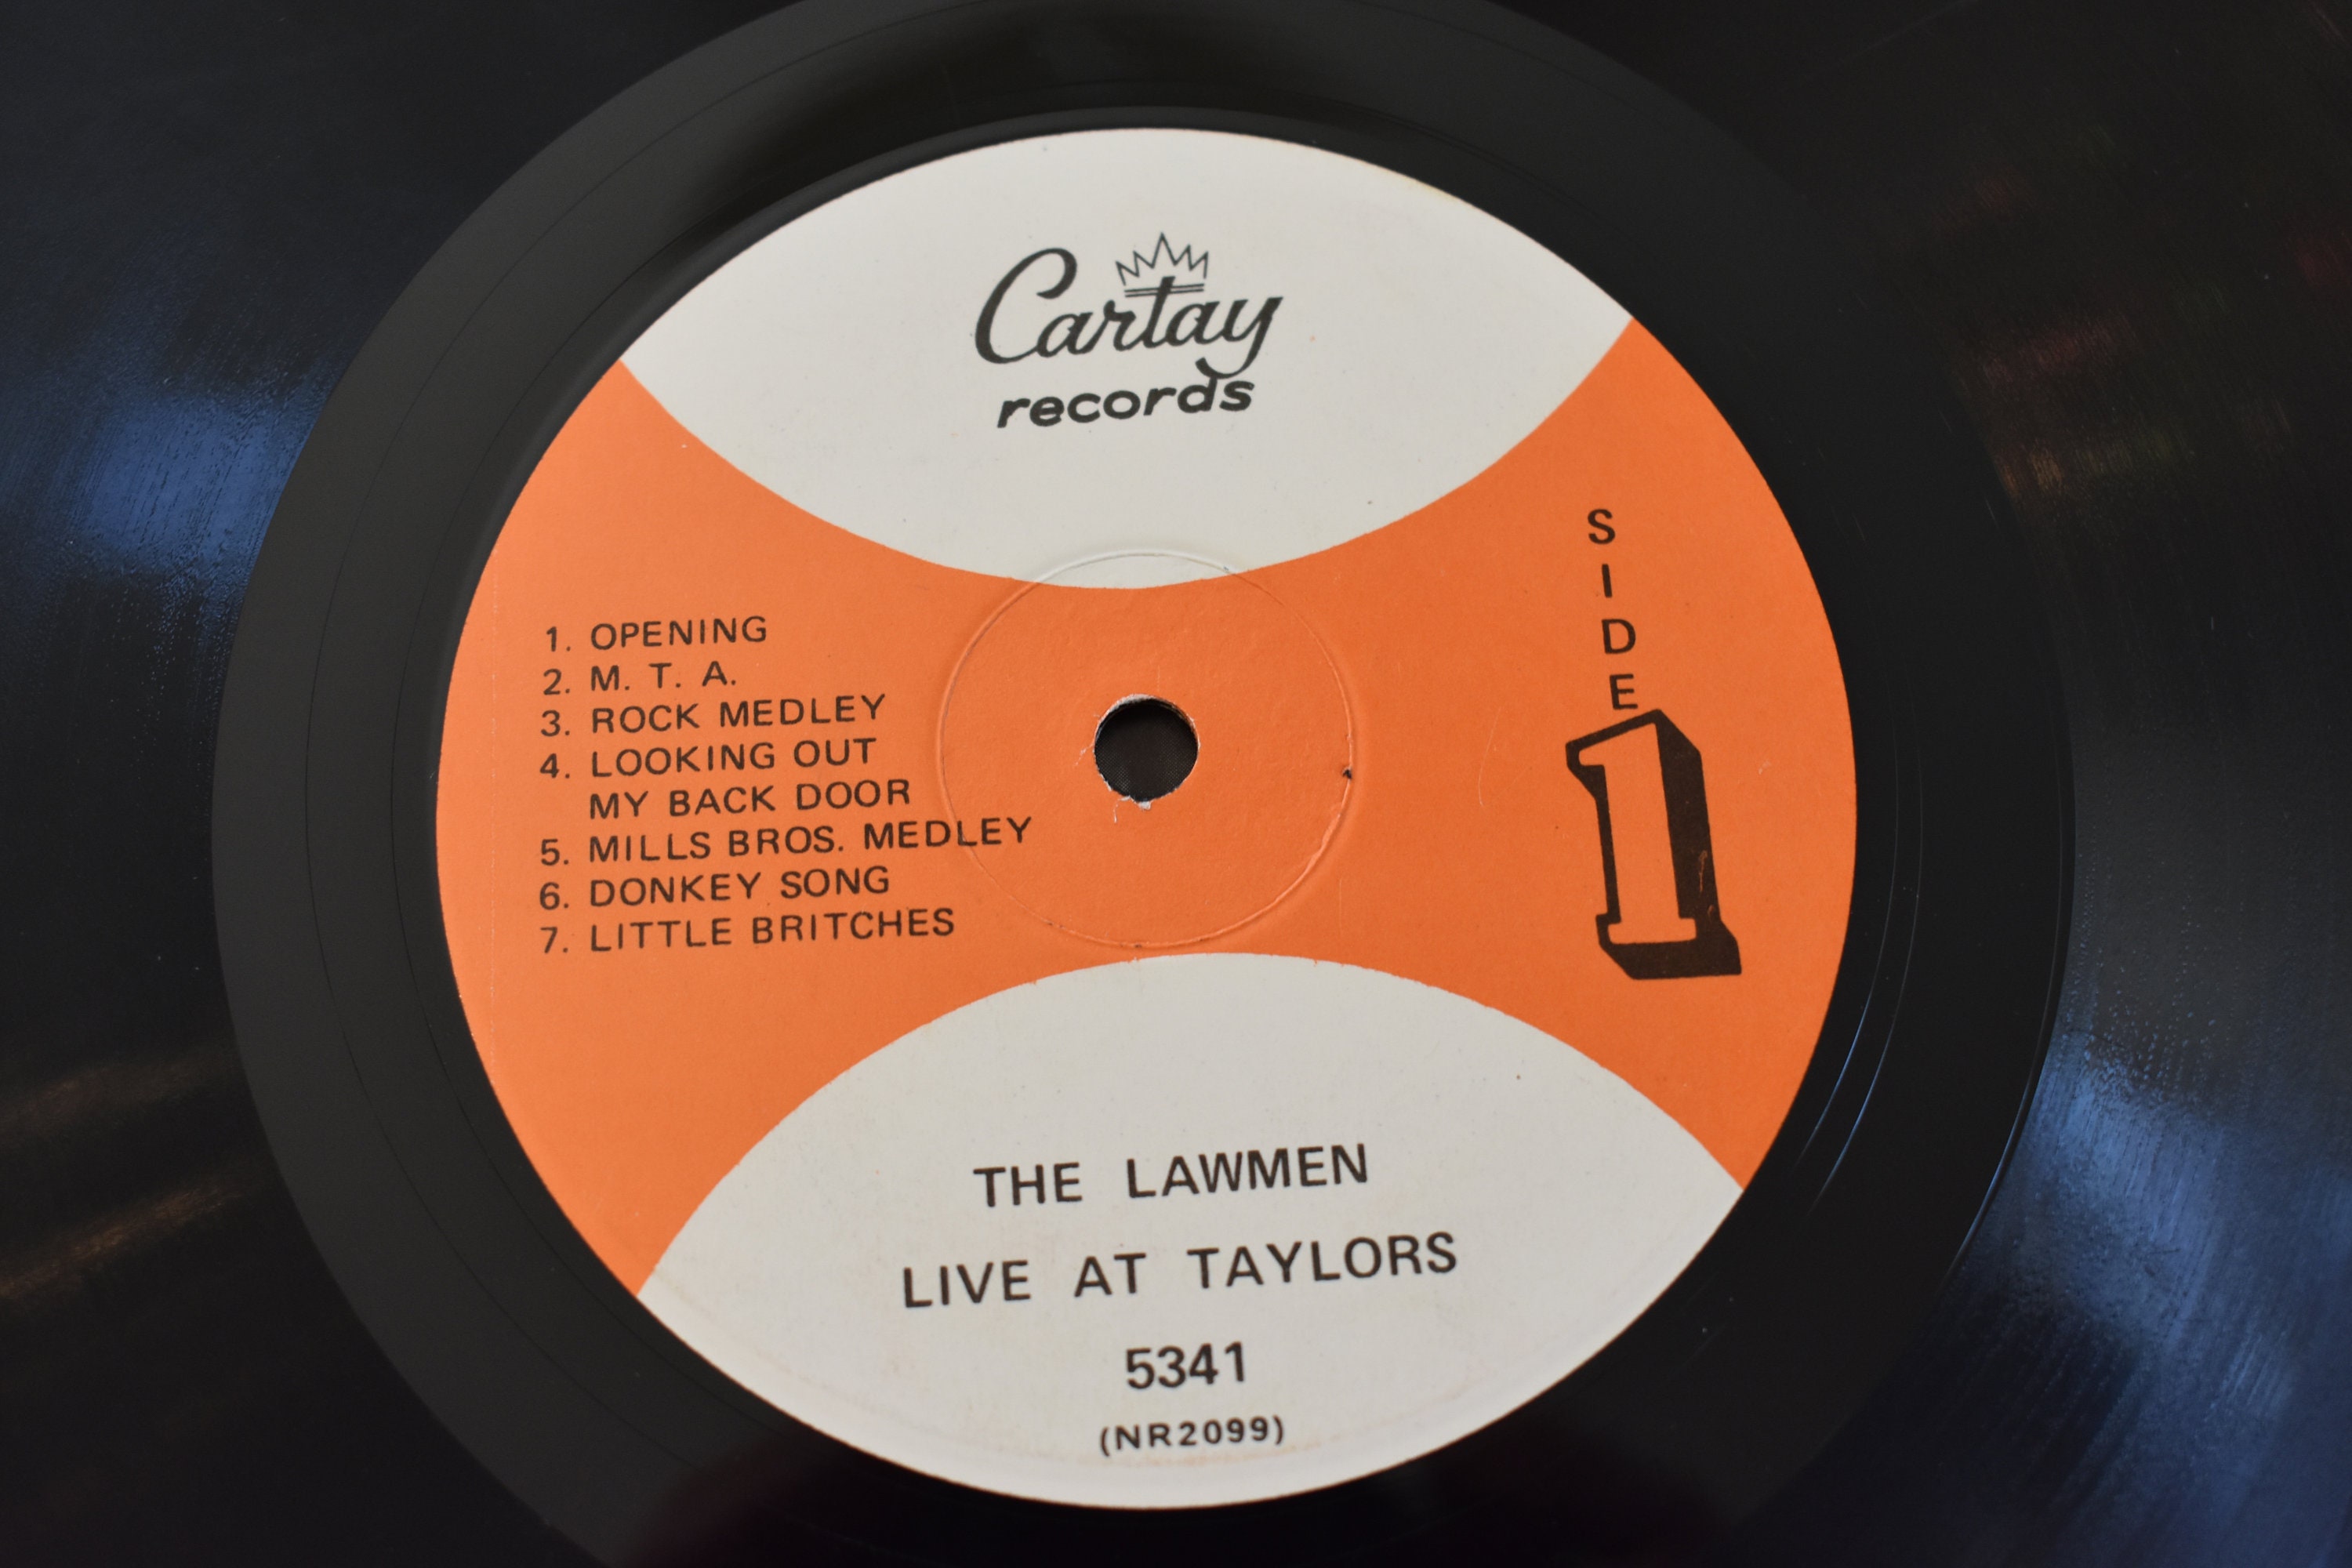 Cartay
records
SIDE
1
1. OPENING
2. M. T. A.
3. ROCK MEDLEY
4. LOOKING OUT
MY BACK DOOR
5. MILLS BROS. MEDLEY
6. DONKEY SONG
7. LITTLE BRITCHES
THE LAWMEN
LIVE AT TAYLORS
5341
(NR2099)